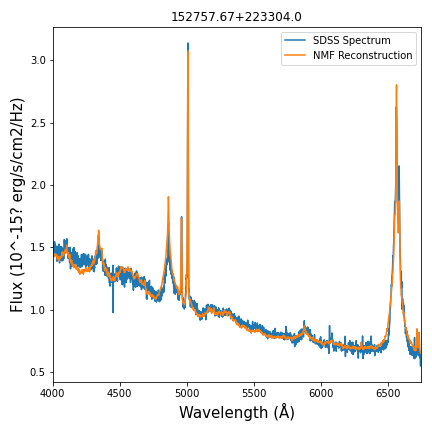 152757.67+223304.0
SDSS Spectrum
NMF Reconstruction
Flux (10^-15? erg/s/cm2/Hz)
3.0
2.5
2.0
1.5
1.0
0.5
4000 4500 5000 5500 6000 6500
Wavelength (Å)